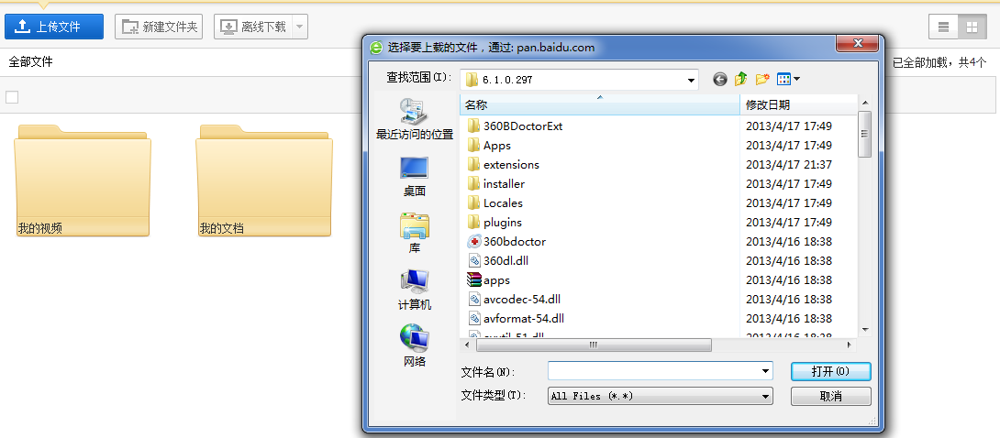 上传文件 新建文件夹 离线下载
全部文件
已全部加载，共4个
我的视频
我的文档
选择要上载的文件，通过: pan.baidu.com
查找范围(I): 6.1.0.297
最近访问的位置
桌面
库
计算机
网络
名称 修改日期
360BDoctorExt 2013/4/17 17:49
Apps 2013/4/17 17:49
extensions 2013/4/17 21:37
installer 2013/4/17 17:49
Locales 2013/4/17 17:49
plugins 2013/4/17 17:49
360bdoctor 2013/4/16 18:38
360dl.dll 2013/4/16 18:38
apps 2013/4/16 18:38
avcodec-54.dll 2013/4/16 18:38
avformat-54.dll 2013/4/16 18:38
avutil-51.dll 2013/4/16 18:38
文件名(N): 打开(O)
文件类型(T): All Files (*.*) 取消